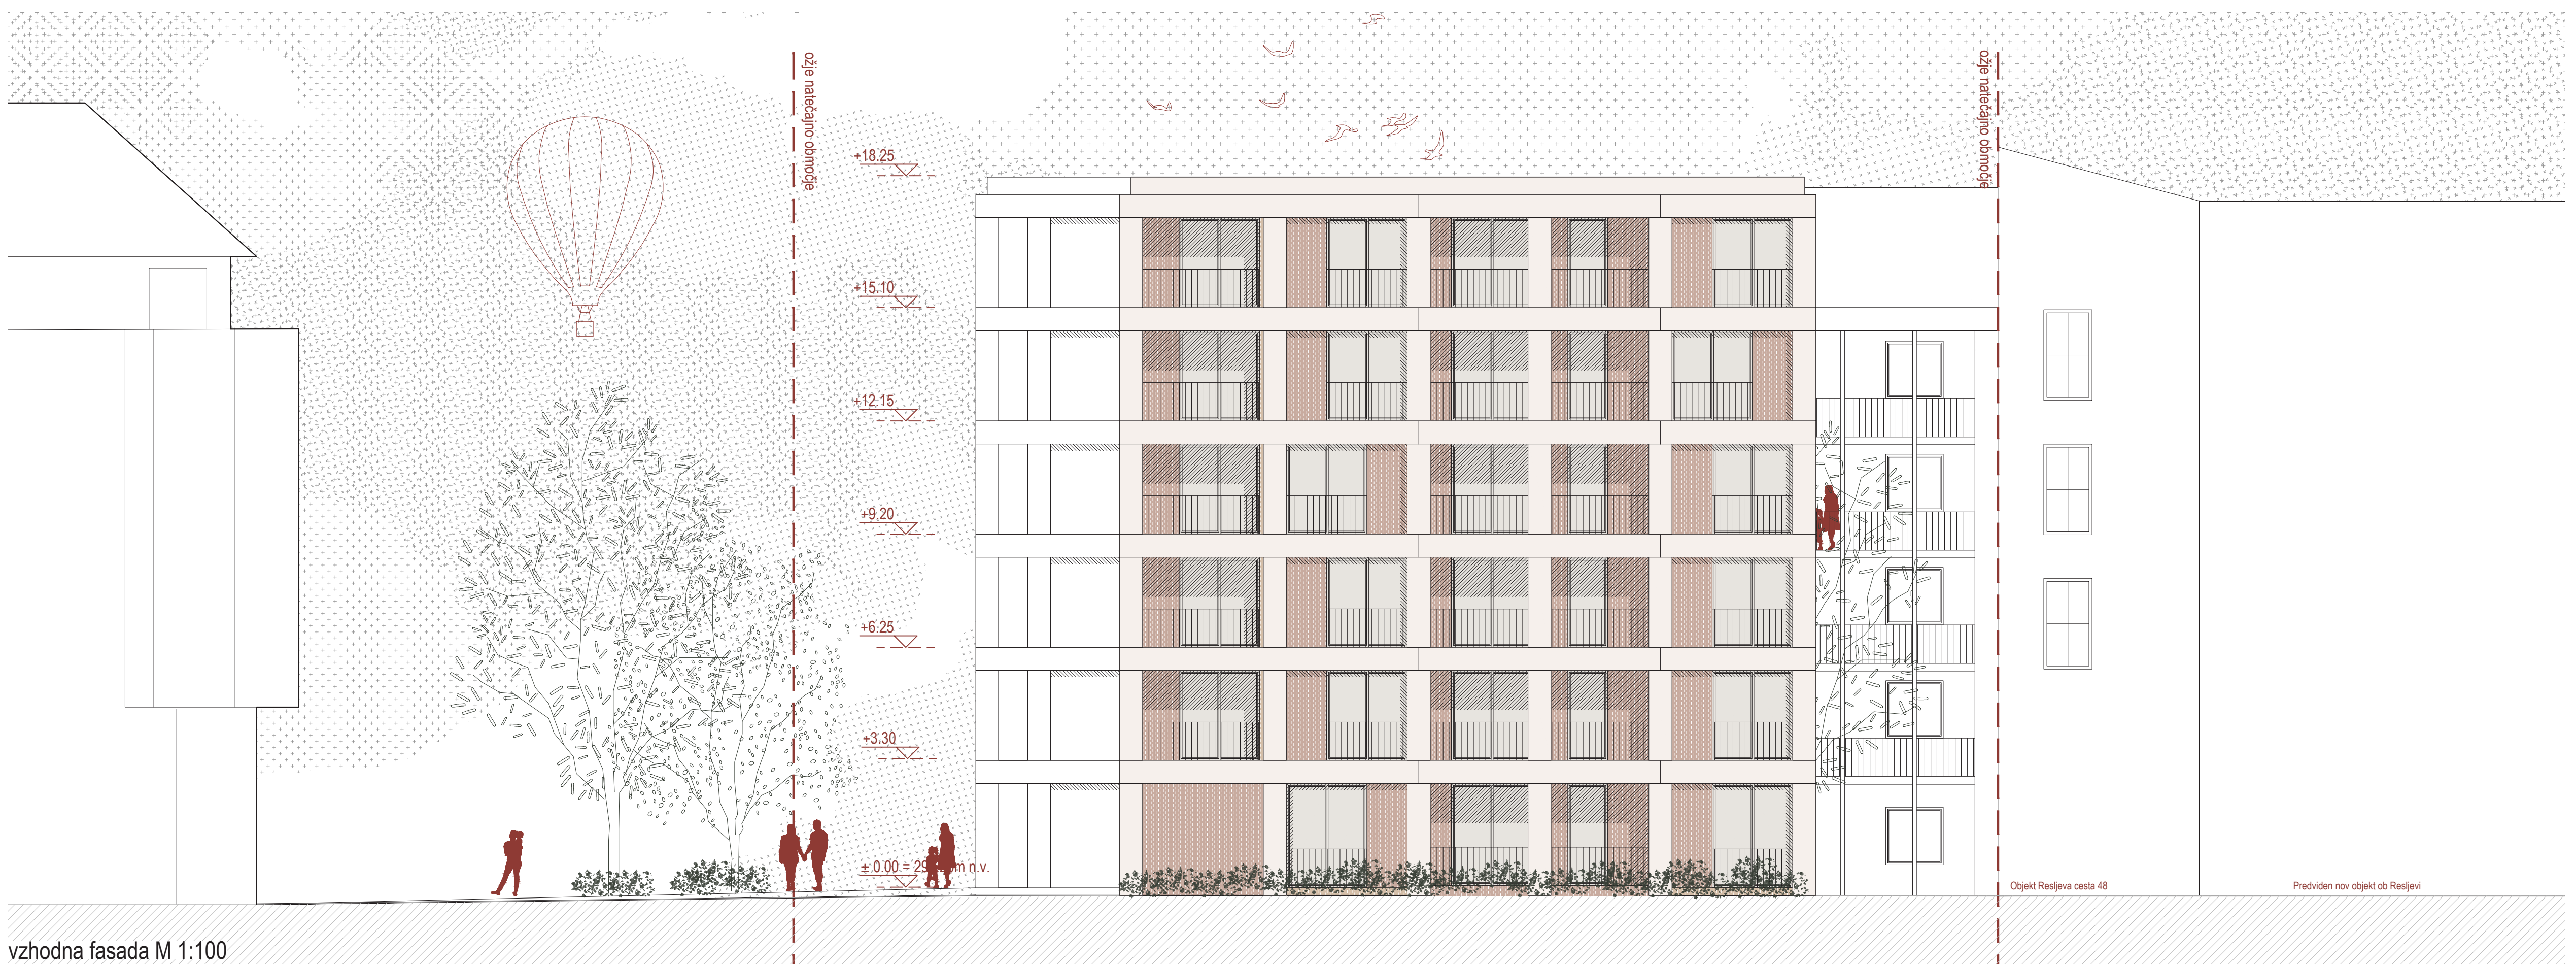 ožje natečajno območje
ožje natečajno območje
+18.25
+15.10
+12.15
+9.20
+6.25
+3.30
± 0.00 = m n.v.
Objekt Resljeva cesta 48
Predviden nov objekt ob Resljevi
vzhodna fasada M 1:100